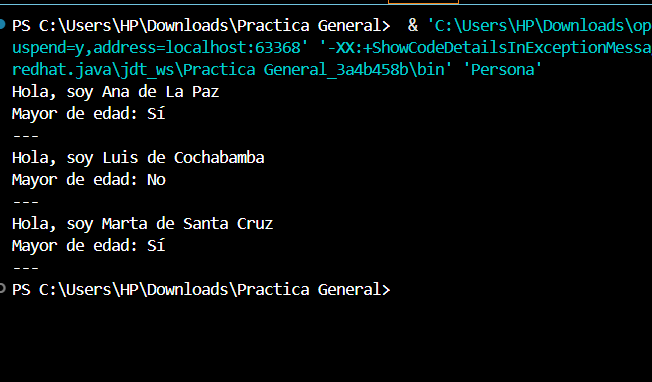 PS C:\Users\HP\Downloads\Practica General>  & 'C:\Users\HP\Downloads\op
uspend=y,address=localhost:63368' '-XX:+ShowCodeDetailsInExceptionMessa
redhat.java\jdt_ws\Practica General_3a4b458b\bin' 'Persona'
Hola, soy Ana de La Paz
Mayor de edad: Sí
---
Hola, soy Luis de Cochabamba
Mayor de edad: No
---
Hola, soy Marta de Santa Cruz
Mayor de edad: Sí
---
PS C:\Users\HP\Downloads\Practica General>